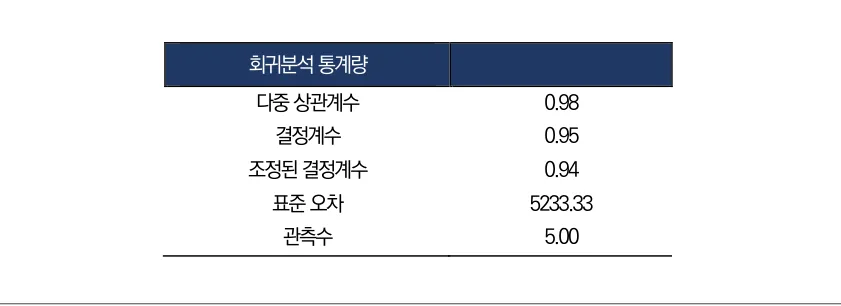 회귀분석 통계량
다중 상관계수 0.98
결정계수 0.95
조정된 결정계수 0.94
표준 오차 5233.33
관측수 5.00